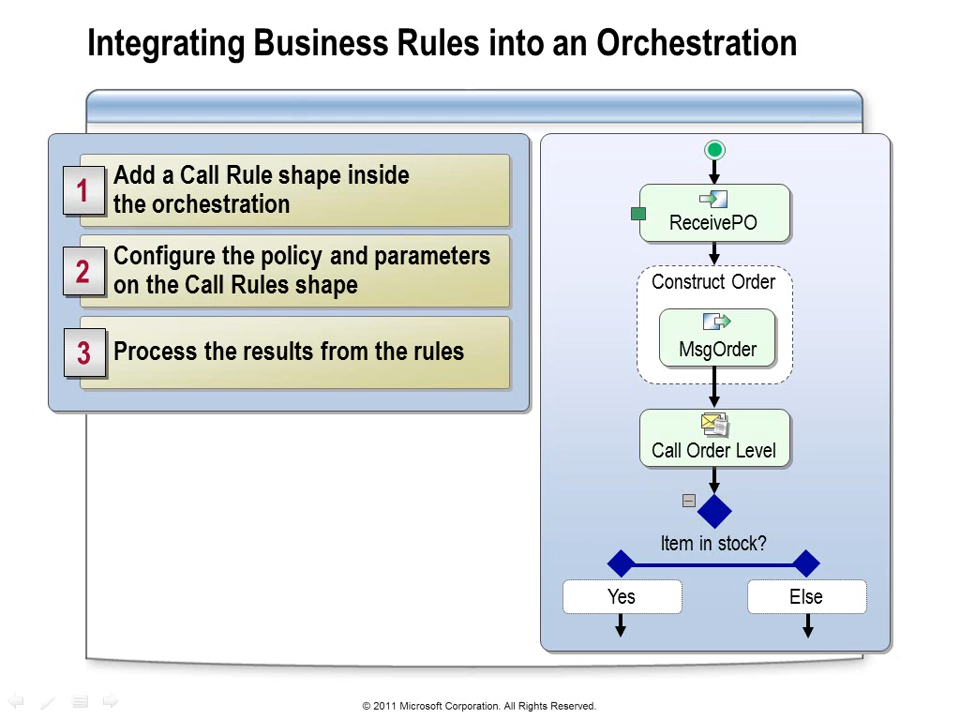 Integrating Business Rules into an Orchestration
1
Add a Call Rule shape inside
the orchestration
2
Configure the policy and parameters
on the Call Rules shape
3
Process the results from the rules
ReceivePO
Construct Order
MsgOrder
Call Order Level
Item in stock?
Yes
Else
© 2011 Microsoft Corporation. All Rights Reserved.